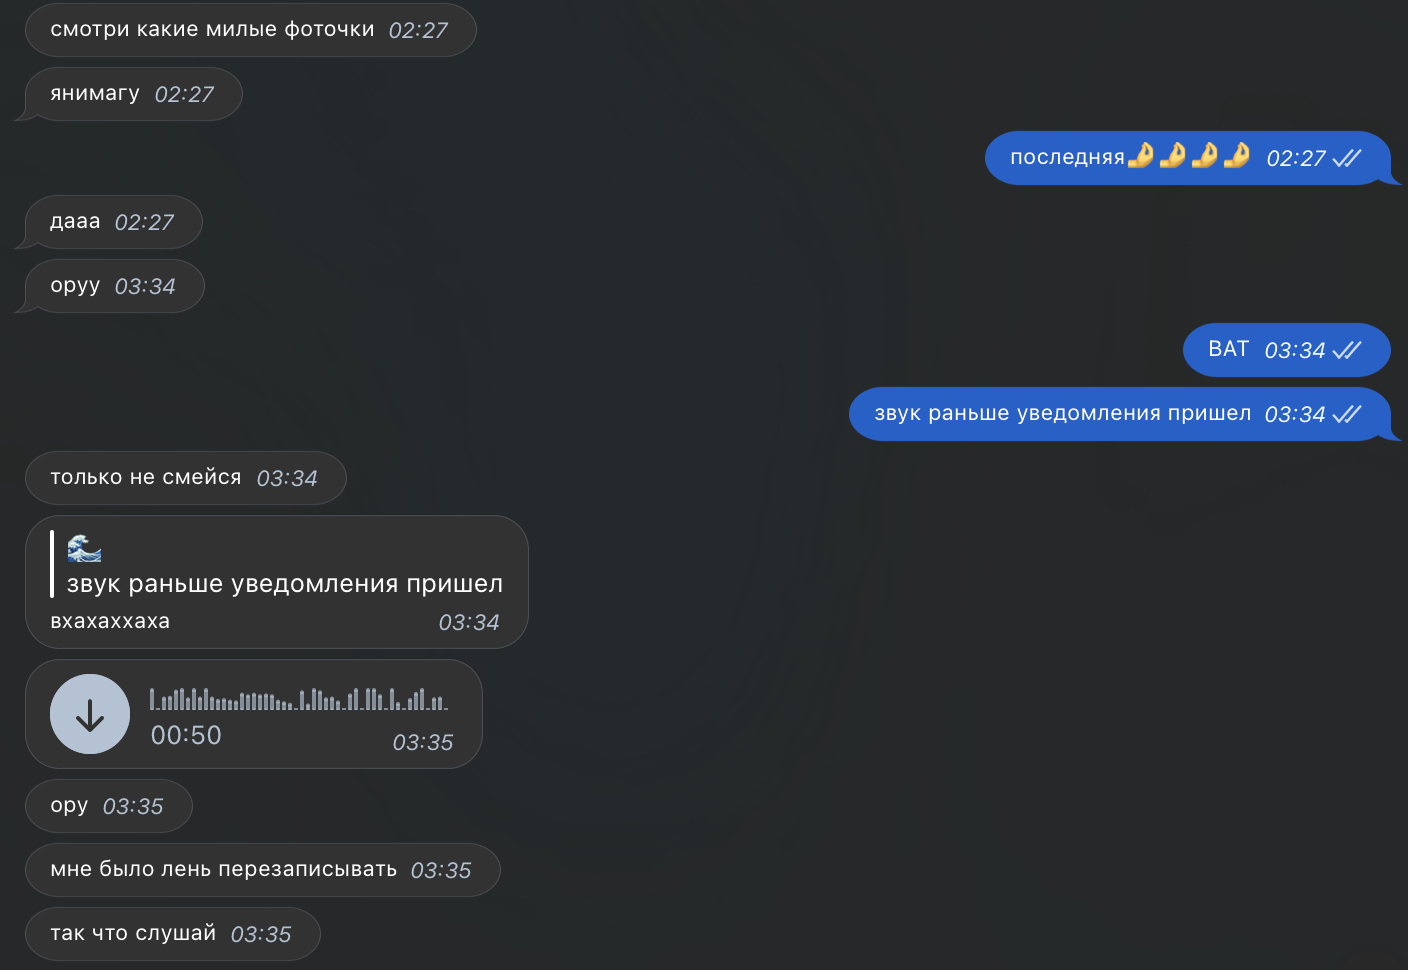 смотри какие милые фоточки 02:27
янимагу 02:27
последняя🤌🤌🤌🤌 02:27
дааа 02:27
оруу 03:34
ВАТ 03:34
звук раньше уведомления пришел 03:34
только не смейся 03:34
🌊
звук раньше уведомления пришел
вхахаххаха 03:34
00:50 03:35
ору 03:35
мне было лень перезаписывать 03:35
так что слушай 03:35